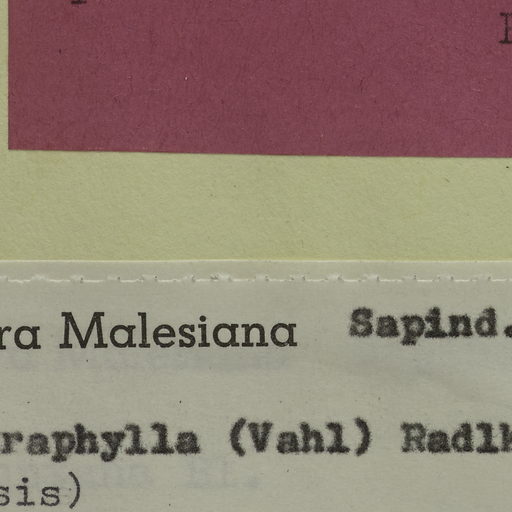 ra Malesiana Sapind.
raphylla (Vahl) Radlk
sis)